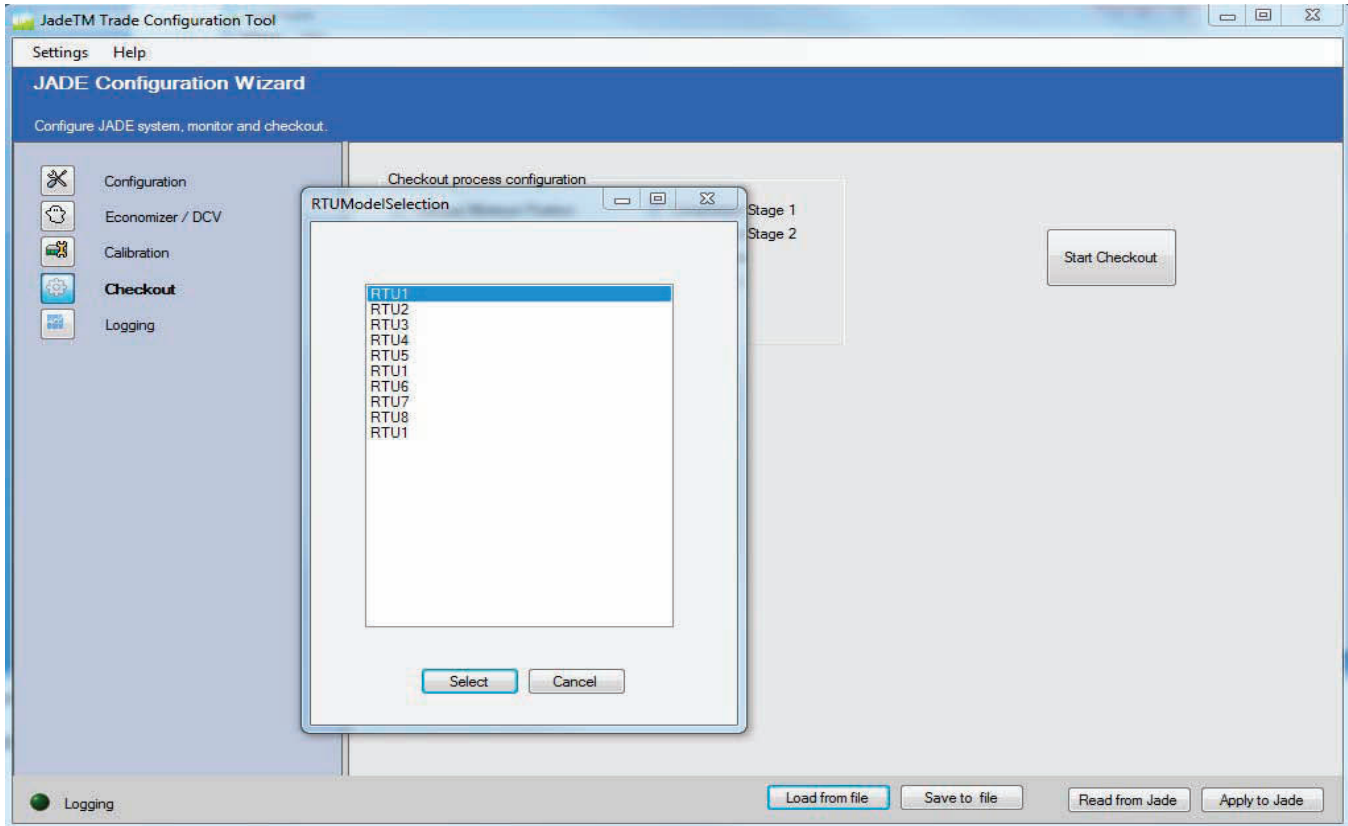 JadeTM Trade Configuration Tool
Settings Help
JADE Configuration Wizard
Configure JADE system, monitor and checkout.
Configuration
Economizer / DCV
Calibration
Checkout
Logging
Checkout process configuration
Stage 1
Stage 2
Start Checkout
RTUModelSelection
RTU1
RTU2
RTU3
RTU4
RTU5
RTU1
RTU6
RTU7
RTU8
RTU1
Select Cancel
Logging
Load from file Save to file Read from Jade Apply to Jade